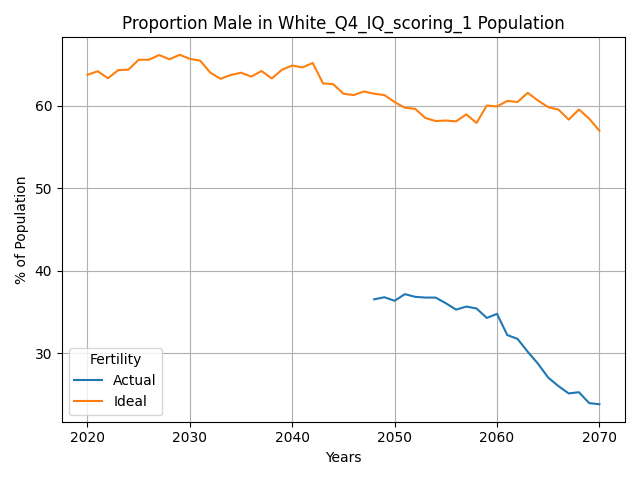 Proportion Male in White_Q4_IQ_scoring_1 Population
% of Population
60
50
40
30
Fertility
Actual
Ideal
2020 2030 2040 2050 2060 2070
Years